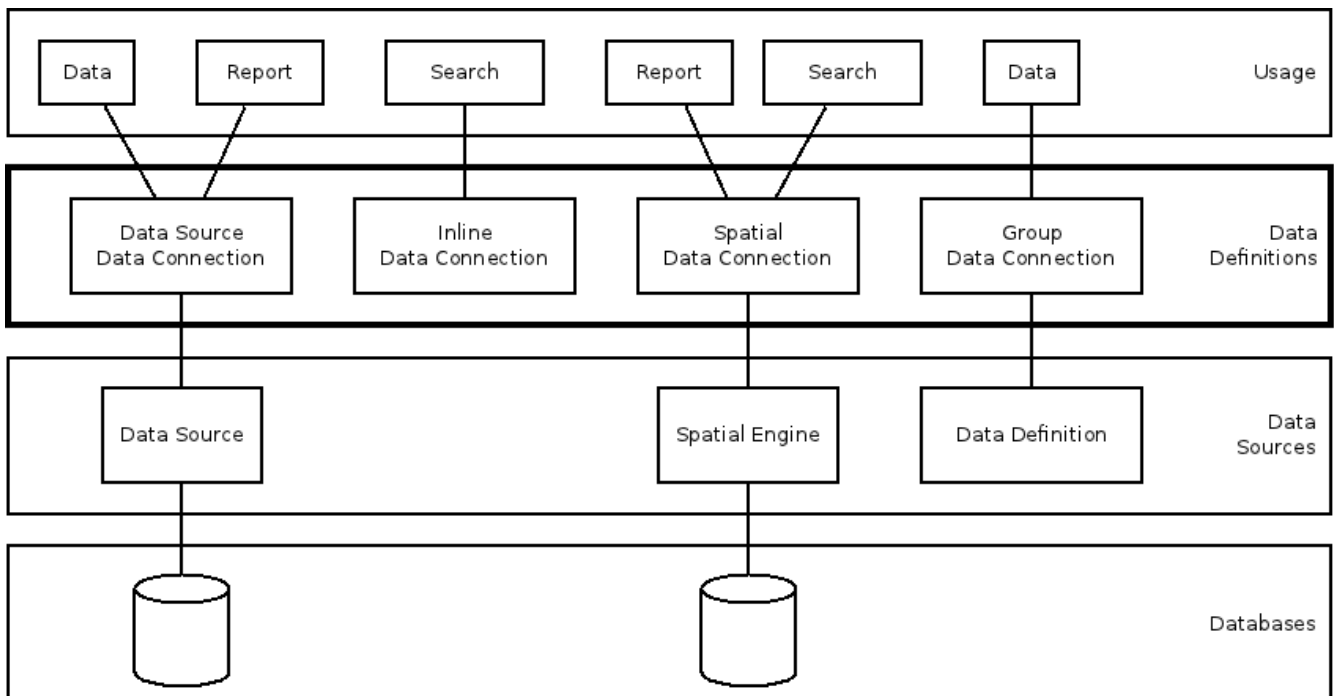 Data
Report
Search
Report
Search
Data
Usage
Data Source
Data Connection
Inline
Data Connection
Spatial
Data Connection
Group
Data Connection
Data
Definitions
Data Source
Spatial Engine
Data Definition
Data
Sources
Databases